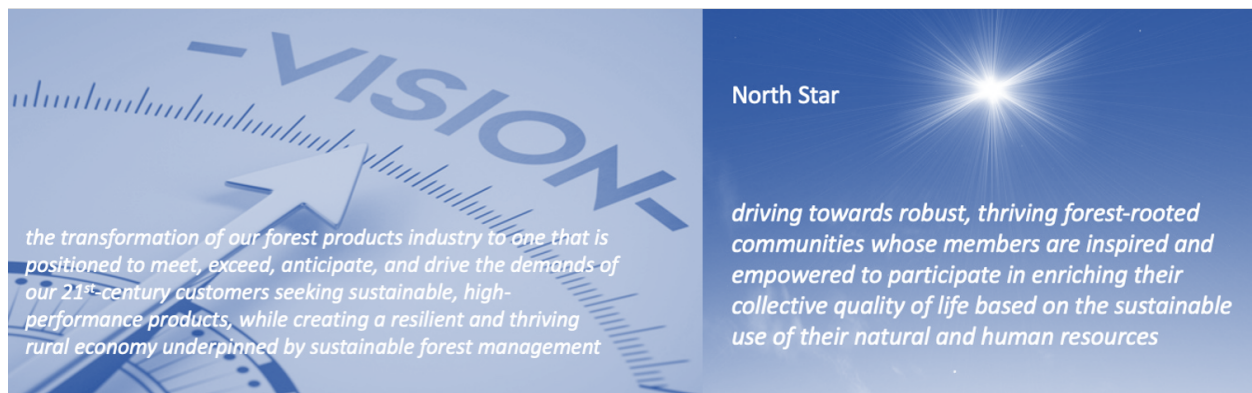 -VISION-
the transformation of our forest products industry to one that is
positioned to meet, exceed, anticipate, and drive the demands of
our 21st-century customers seeking sustainable, high-
performance products, while creating a resilient and thriving
rural economy underpinned by sustainable forest management
North Star
driving towards robust, thriving forest-rooted
communities whose members are inspired and
empowered to participate in enriching their
collective quality of life based on the sustainable
use of their natural and human resources